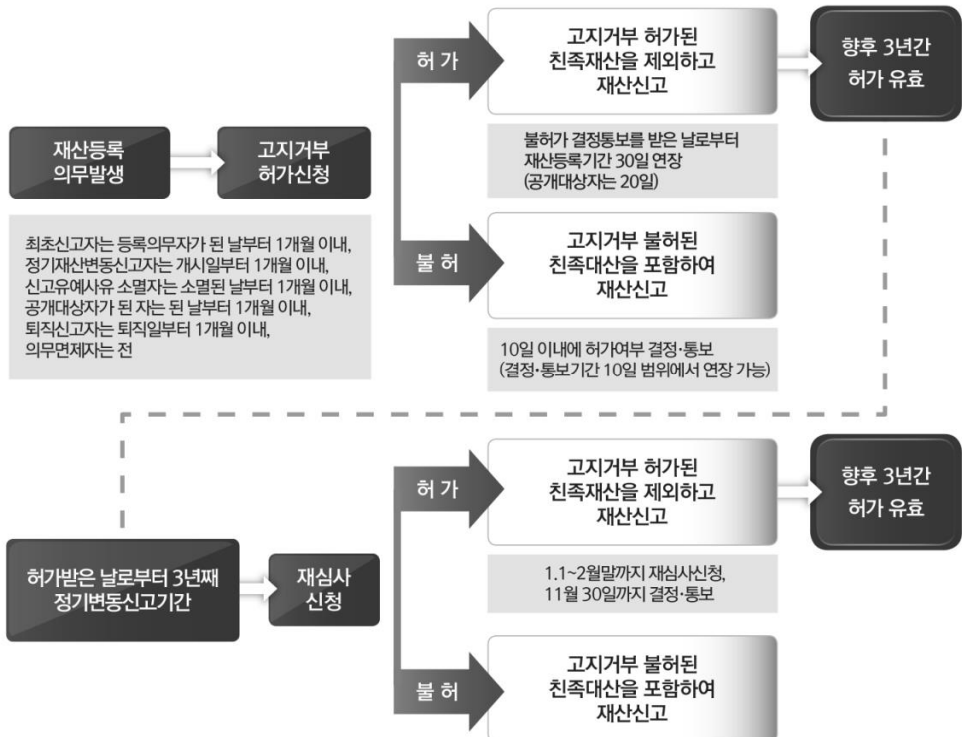 재산등록
의무발생
고지거부
허가신청
최초신고자는 등록의무자가 된 날부터 1개월 이내,
정기재산변동신고자는 개시일부터 1개월 이내,
신고유예사유 소멸자는 소멸된 날부터 1개월 이내,
공개대상자가 된 자는 된 날부터 1개월 이내,
퇴직신고자는 퇴직일부터 1개월 이내,
의무면제자는 전
허 가
고지거부 허가된
친족재산을 제외하고
재산신고
향후 3년간
허가 유효
불허가 결정통보를 받은 날로부터
재산등록기간 30일 연장
(공개대상자는 20일)
불 허
고지거부 불허된
친족대산을 포함하여
재산신고
10일 이내에 허가여부 결정·통보
(결정·통보기간 10일 범위에서 연장 가능)
허가받은 날로부터 3년째
정기변동신고기간
재심사
신청
허 가
고지거부 허가된
친족재산을 제외하고
재산신고
향후 3년간
허가 유효
1.1~2월말까지 재심사신청,
11월 30일까지 결정·통보
불 허
고지거부 불허된
친족대산을 포함하여
재산신고